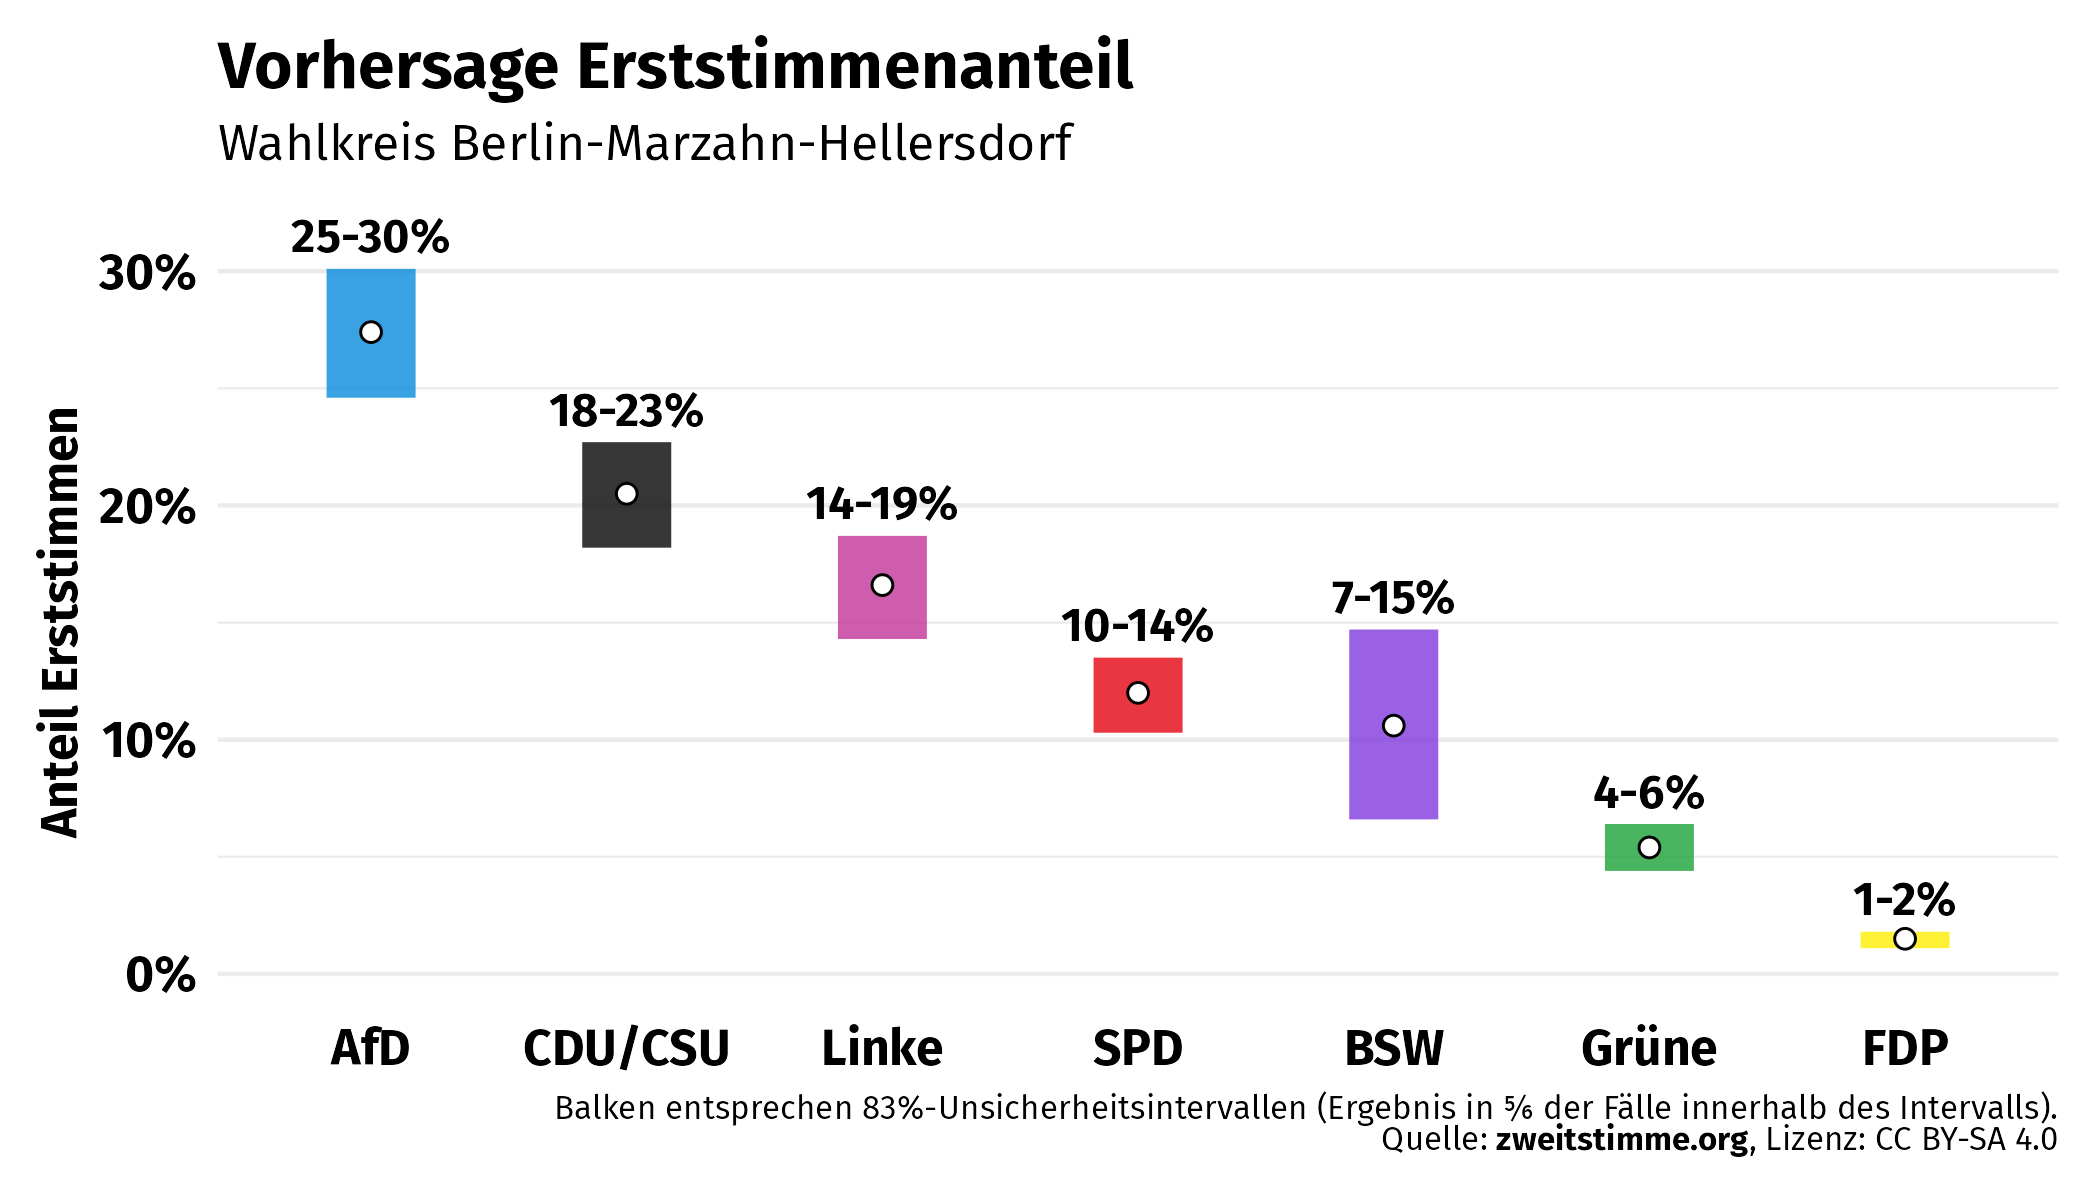 Vorhersage Erststimmenanteil
Wahlkreis Berlin-Marzahn-Hellersdorf
Anteil Erststimmen
30%
20%
10%
0%
25-30%
18-23%
14-19%
10-14%
7-15%
4-6%
1-2%
AfD CDU/CSU Linke SPD BSW Grüne FDP
Balken entsprechen 83%-Unsicherheitsintervallen (Ergebnis in ⅚ der Fälle innerhalb des Intervalls).
Quelle: zweitstimme.org, Lizenz: CC BY-SA 4.0